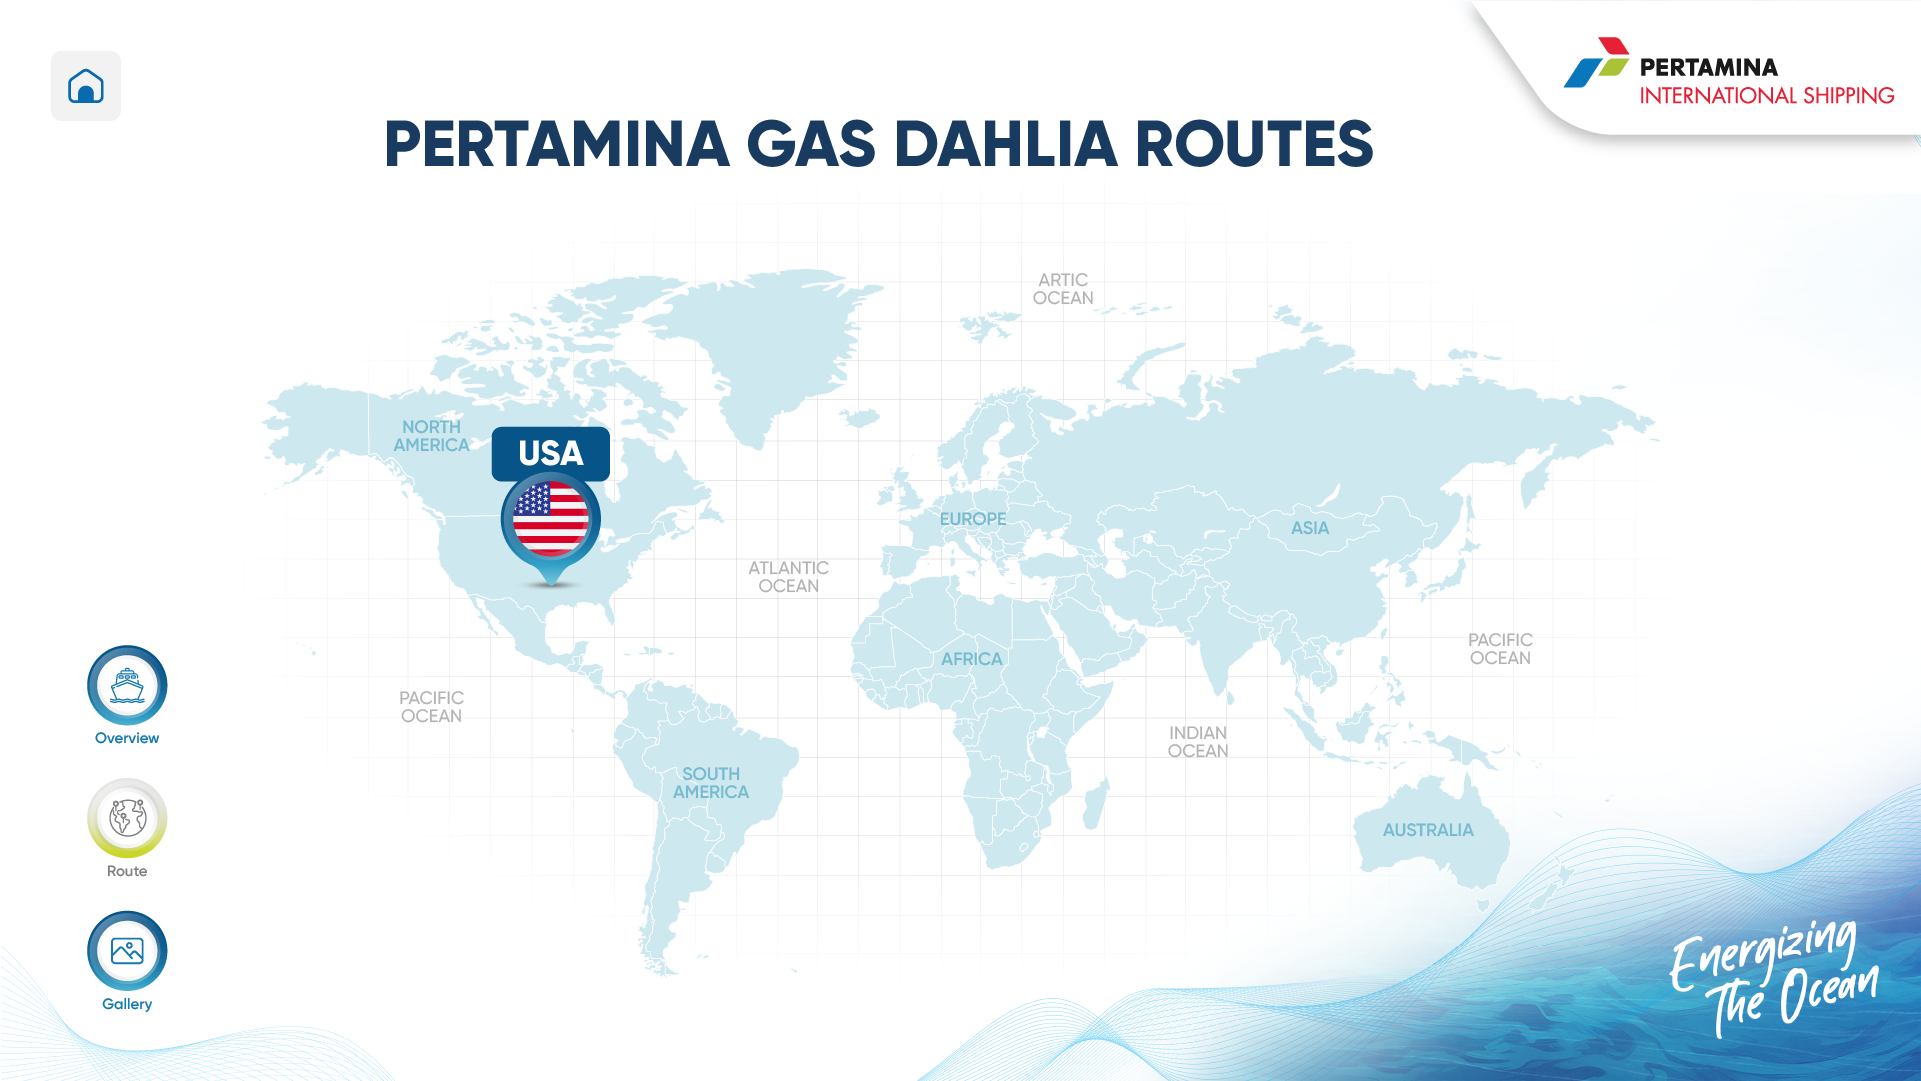 PERTAMINA
INTERNATIONAL SHIPPING
PERTAMINA GAS DAHLIA ROUTES
ARTIC
OCEAN
NORTH
AMERICA
USA
EUROPE
ASIA
ATLANTIC
OCEAN
AFRICA
PACIFIC
OCEAN
PACIFIC
OCEAN
INDIAN
OCEAN
SOUTH
AMERICA
AUSTRALIA
Overview
Route
Gallery
Energizing
The Ocean